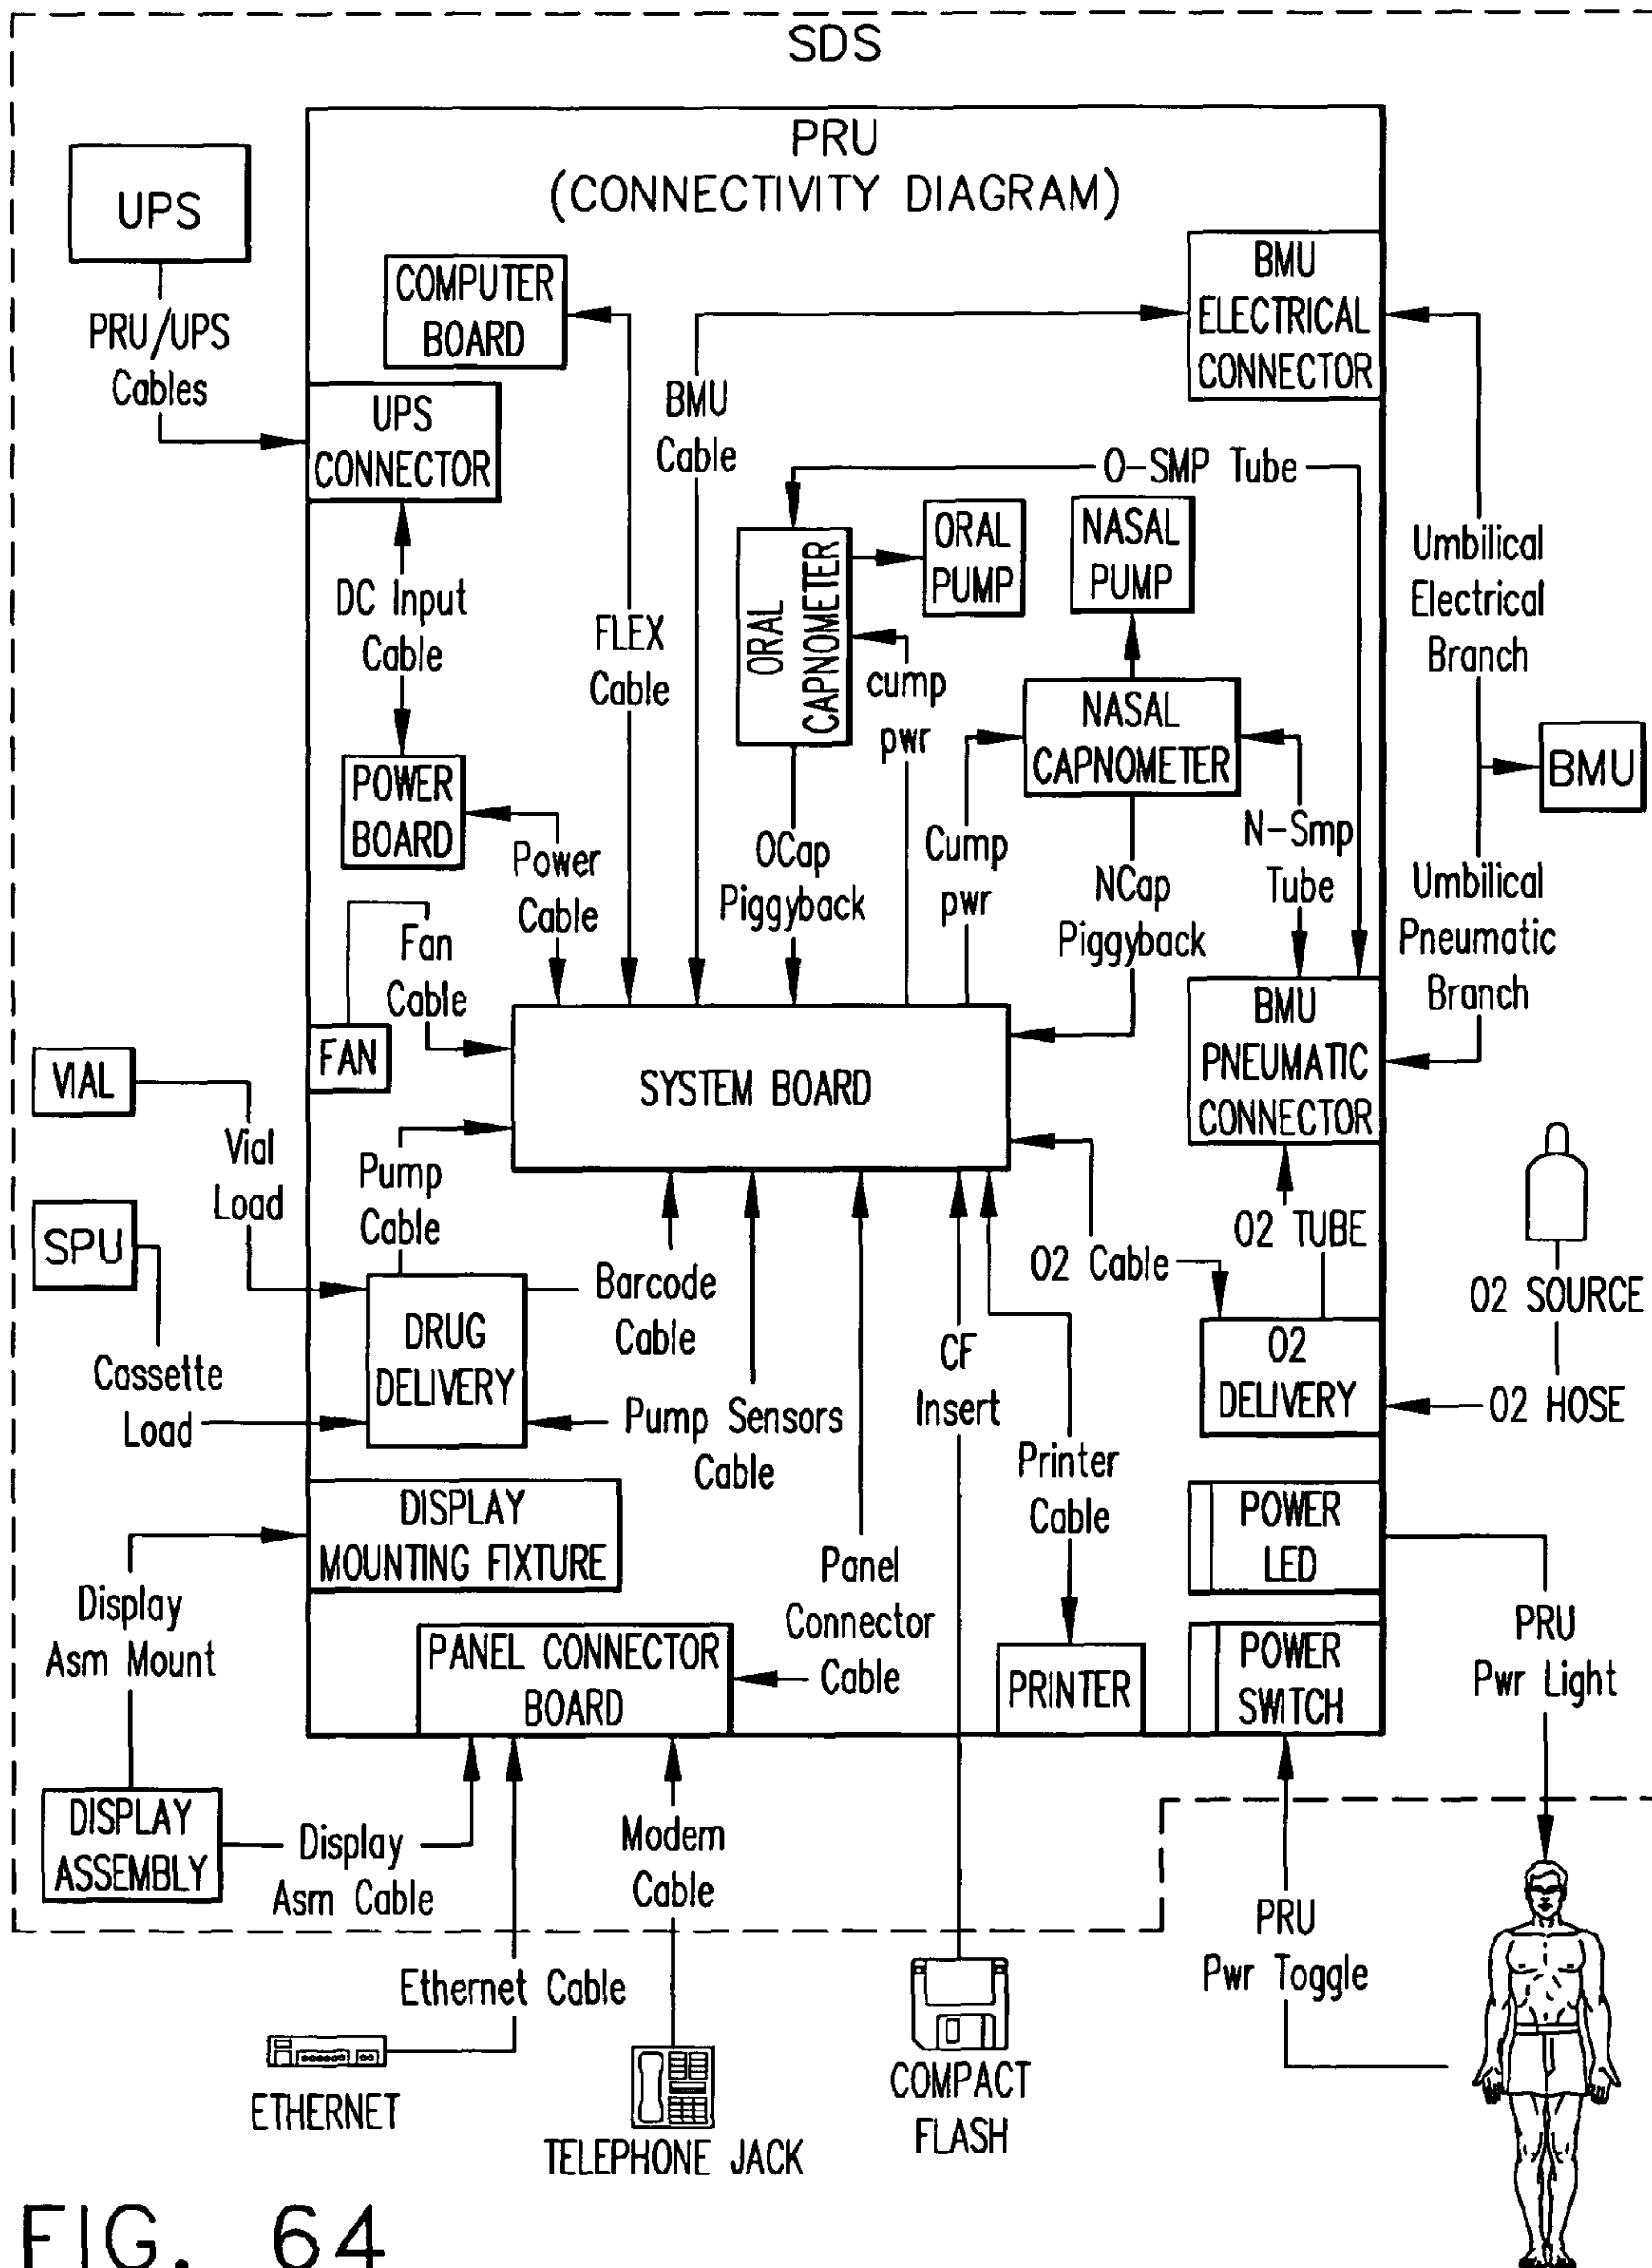 SDS
PRU
(CONNECTIVITY DIAGRAM)
UPS
PRU/UPS
Cables
COMPUTER
BOARD
BMU
ELECTRICAL
CONNECTOR
UPS
CONNECTOR
BMU
Cable
O-SMP Tube
ORAL
CAPNOMETER
ORAL
PUMP
NASAL
PUMP
Umbilical
Electrical
Branch
DC Input
Cable
FLEX
Cable
cump
pwr
NASAL
CAPNOMETER
BMU
POWER
BOARD
Power
Cable
OCap
Piggyback
Cump
pwr
NCap
Piggyback
N-Smp
Tube
Umbilical
Pneumatic
Branch
Fan
Cable
FAN
SYSTEM BOARD
BMU
PNEUMATIC
CONNECTOR
VIAL
Vial
Load
Pump
Cable
SPU
O2 TUBE
O2 Cable
O2 SOURCE
Barcode
Cable
DRUG
DELIVERY
Cassette
Load
CF
Insert
O2
DELIVERY
O2 HOSE
Pump Sensors
Cable
Printer
Cable
DISPLAY
MOUNTING FIXTURE
POWER
LED
Display
Asm Mount
Panel
Connector
Cable
PANEL CONNECTOR
BOARD
PRINTER
POWER
SWITCH
PRU
Pwr Light
DISPLAY
ASSEMBLY
Display
Asm Cable
Modem
Cable
PRU
Pwr Toggle
Ethernet Cable
ETHERNET
TELEPHONE JACK
COMPACT
FLASH
FIG. 64